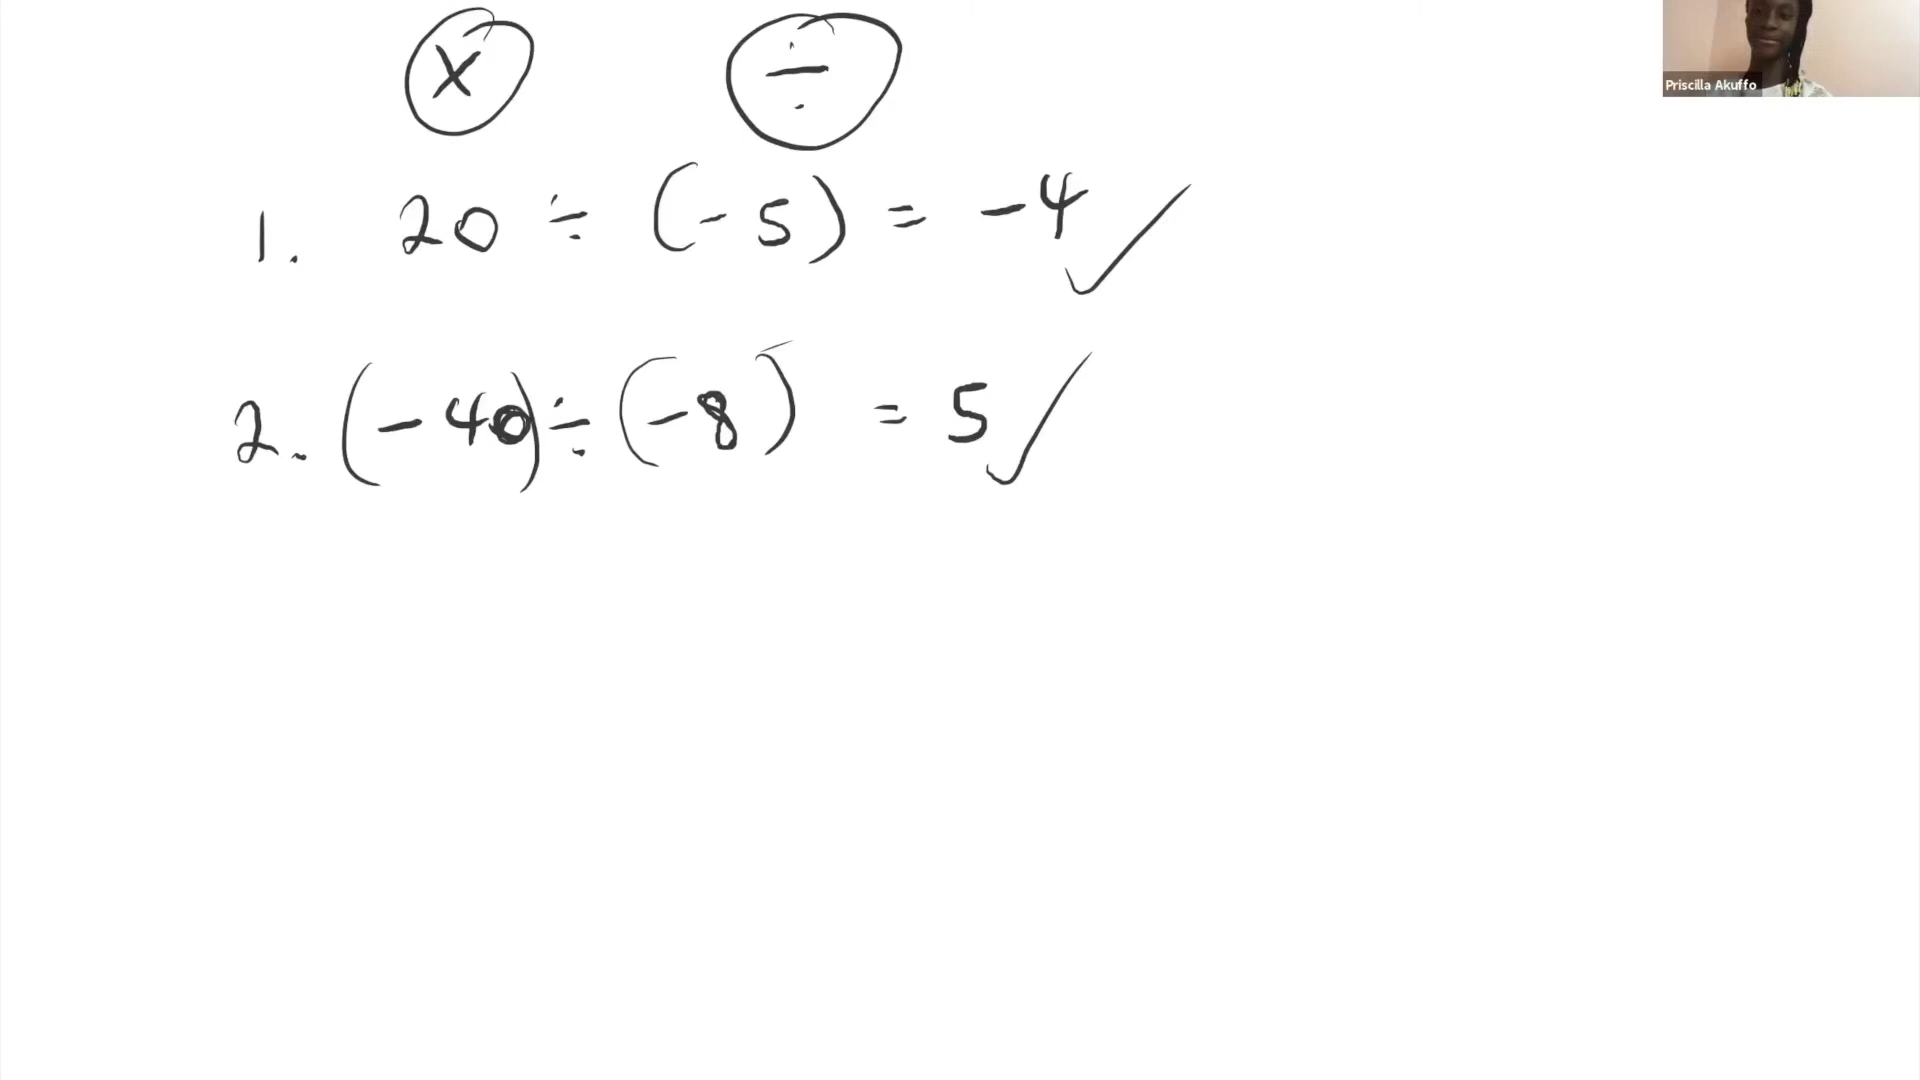 × ÷
Priscilla Akuffo
1. 20 ÷ (-5) = -4 ✓
2. (-40) ÷ (-8) = 5 ✓